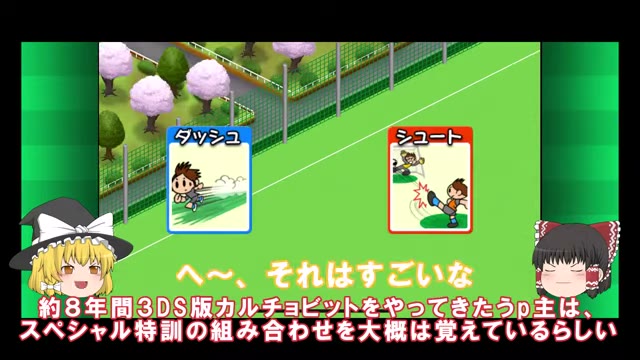 ダッシュ
シュート
へ～、それはすごいな
約８年間３DS版カルチョビットをやってきたうp主は、
スペシャル特訓の組み合わせを大概は覚えているらしい